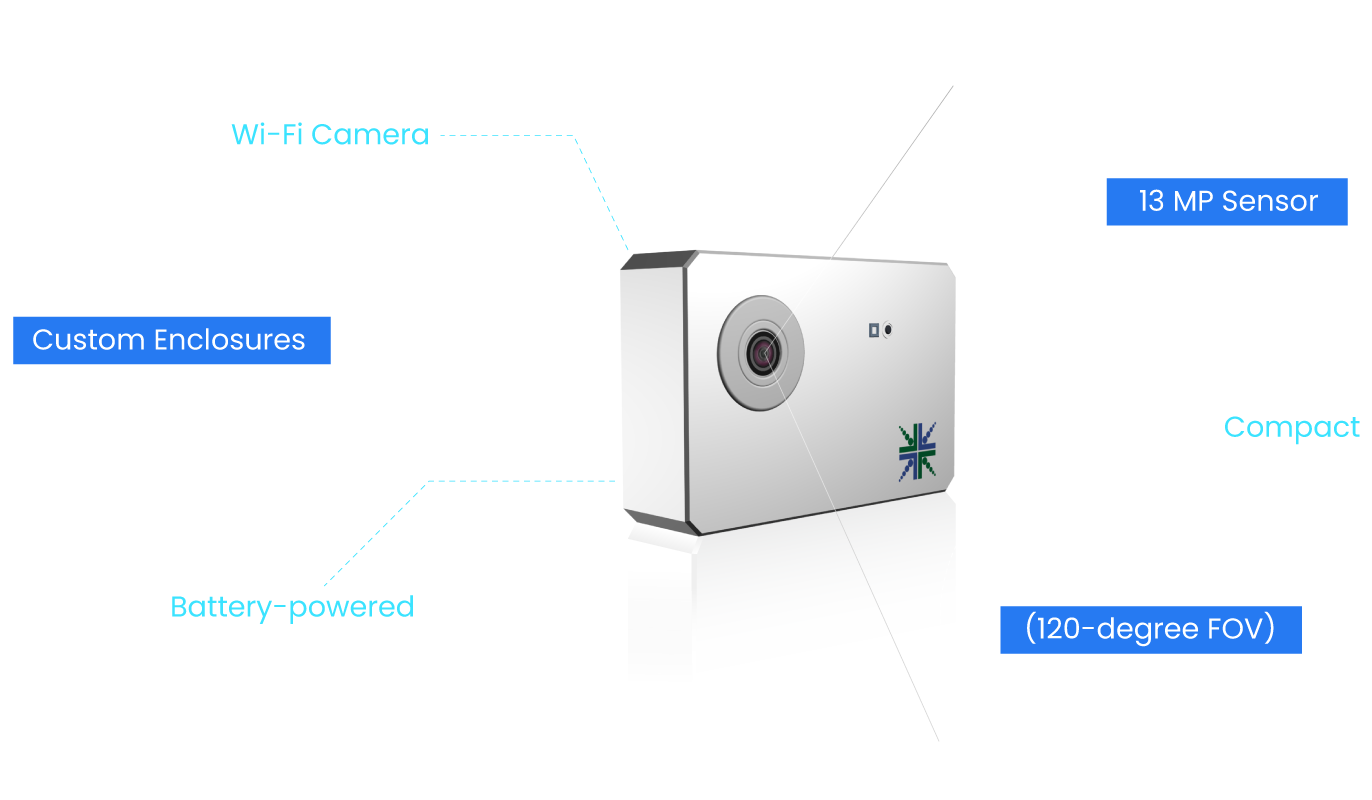 Wi-Fi Camera
13 MP Sensor
Custom Enclosures
Compact
Battery-powered
(120-degree FOV)